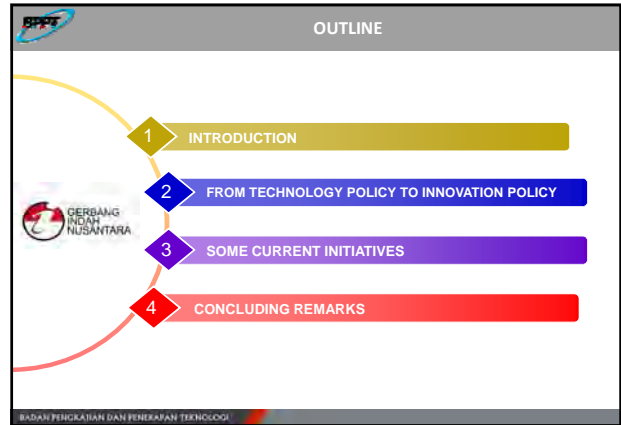 BPPT
OUTLINE
1 INTRODUCTION
2 FROM TECHNOLOGY POLICY TO INNOVATION POLICY
GERBANG
INDAH
NUSANTARA
3 SOME CURRENT INITIATIVES
4 CONCLUDING REMARKS
BADAN PENGKAJIAN DAN PENERAPAN TEKNOLOGI